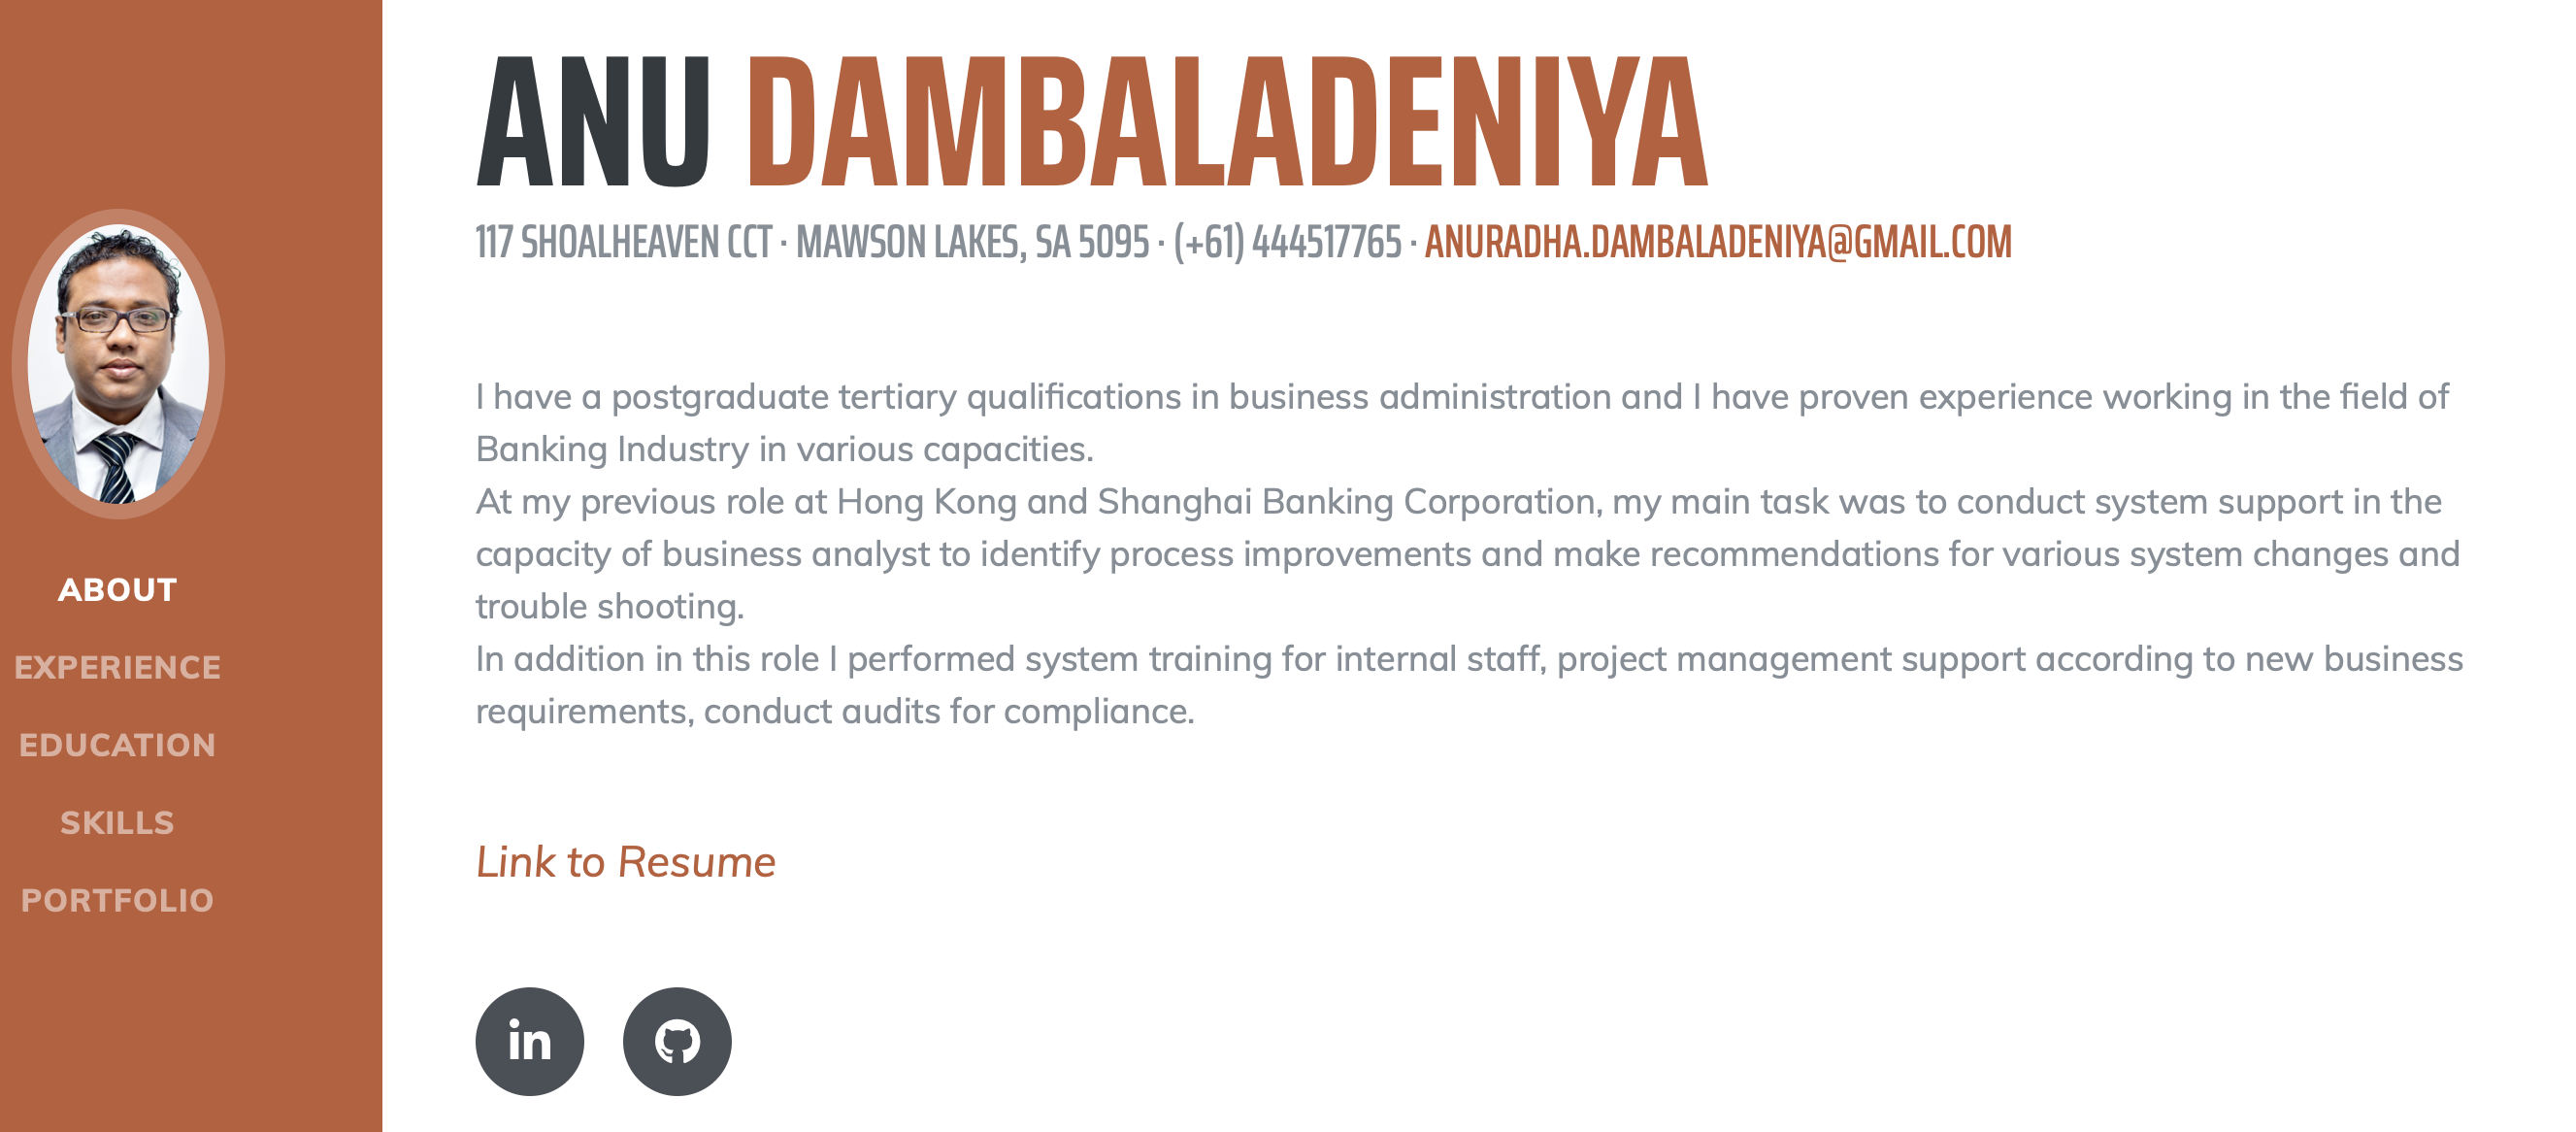 ANU DAMBALADENIYA
117 SHOALHEAVEN CCT · MAWSON LAKES, SA 5095 · (+61) 444517765 · ANURADHA.DAMBALADENIYA@GMAIL.COM
I have a postgraduate tertiary qualifications in business administration and I have proven experience working in the field of
Banking Industry in various capacities.
At my previous role at Hong Kong and Shanghai Banking Corporation, my main task was to conduct system support in the
capacity of business analyst to identify process improvements and make recommendations for various system changes and
trouble shooting.
In addition in this role I performed system training for internal staff, project management support according to new business
requirements, conduct audits for compliance.
Link to Resume
in
ABOUT
EXPERIENCE
EDUCATION
SKILLS
PORTFOLIO